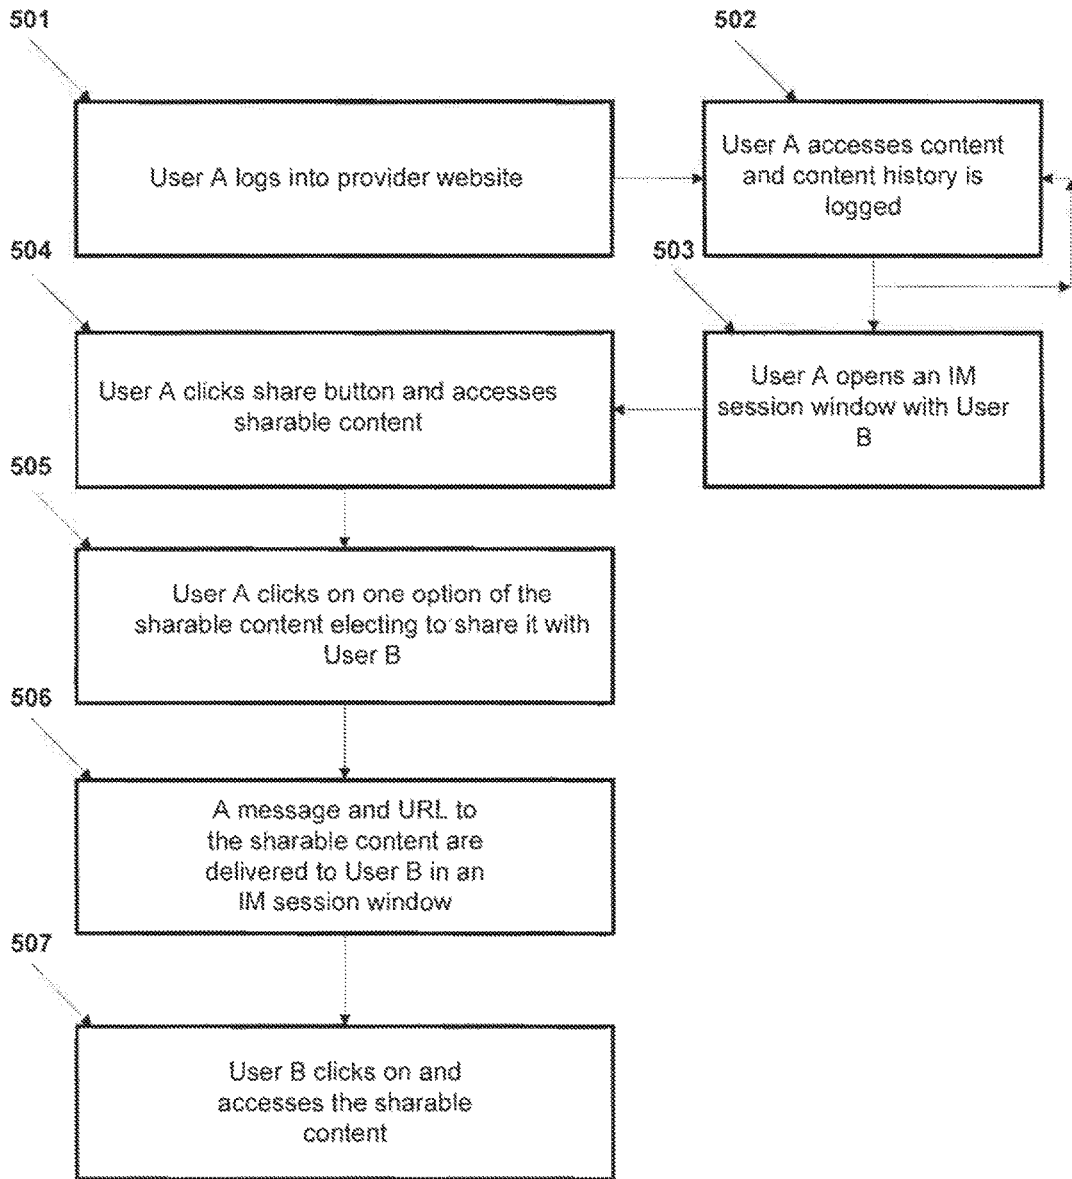 501
502
User A logs into provider website
User A accesses content
and content history is
logged
504
503
User A clicks share button and accesses
sharable content
User A opens an IM
session window with User
B
505
User A clicks on one option of the
sharable content electing to share it with
User B
506
A message and URL to
the sharable content are
delivered to User B in an
IM session window
507
User B clicks on and
accesses the sharable
content